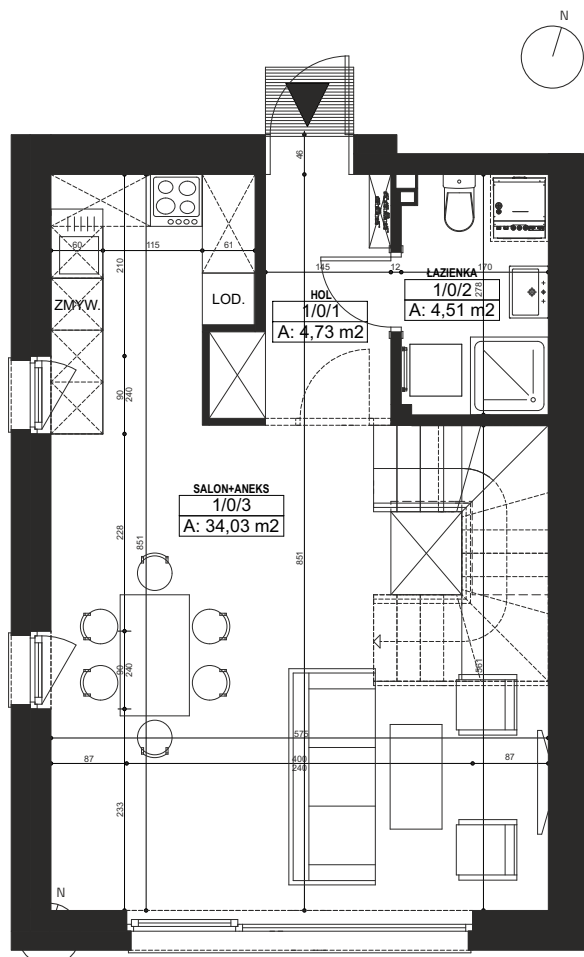 N
46
60
115
61
210
ZMYW.
LOD.
145
12
170
HOL
1/0/1
A: 4,73 m2
ŁAZIENKA
1/0/2
278
A: 4,51 m2
90
240
SALON+ANEKS
1/0/3
A: 34,03 m2
228
851
851
90
240
561
575
87
400
240
87
233
N